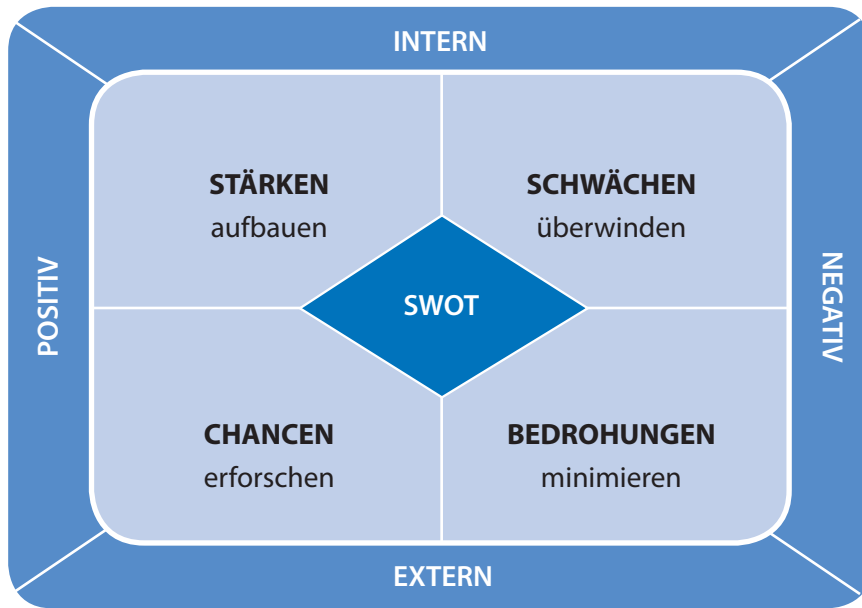 INTERN
STÄRKEN
aufbauen
SCHWÄCHEN
überwinden
POSITIV
SWOT
NEGATIV
CHANCEN
erforschen
BEDROHUNGEN
minimieren
EXTERN